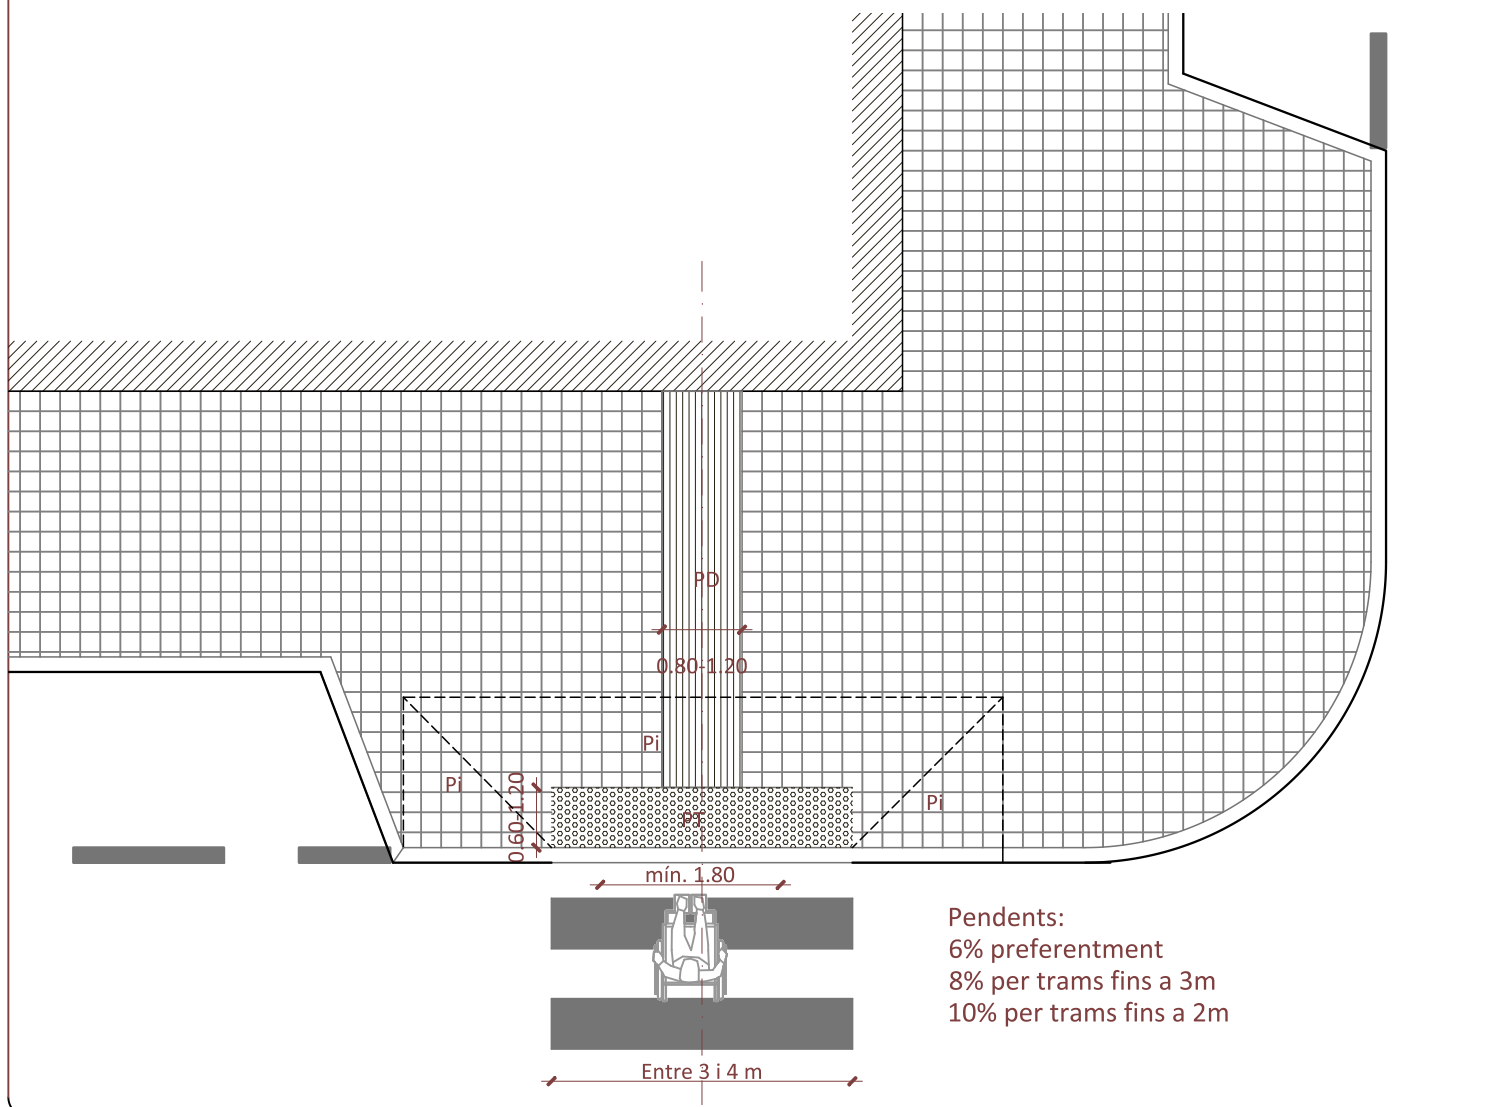 PD
0.80-1.20
Pi
Pi
Pi
0.60-1.20
PT
mín. 1.80
Entre 3 i 4 m
Pendents:
6% preferentment
8% per trams fins a 3m
10% per trams fins a 2m